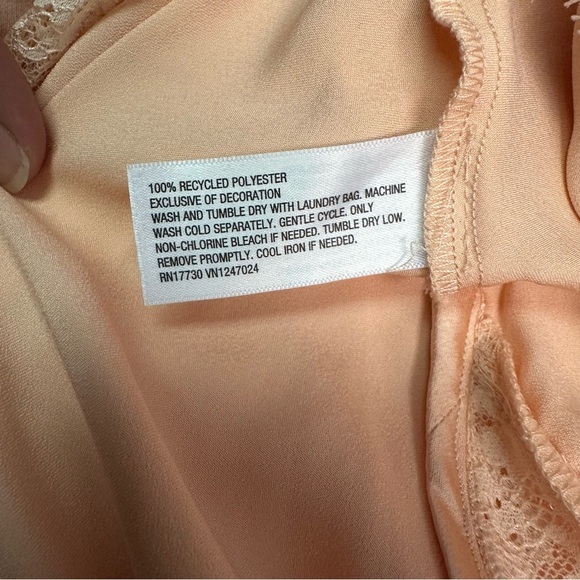 100% RECYCLED POLYESTER
EXCLUSIVE OF DECORATION
WASH AND TUMBLE DRY WITH LAUNDRY BAG. MACHINE
WASH COLD SEPARATELY. GENTLE CYCLE. ONLY
NON-CHLORINE BLEACH IF NEEDED. TUMBLE DRY LOW.
REMOVE PROMPTLY. COOL IRON IF NEEDED.
RN17730 VN1247024